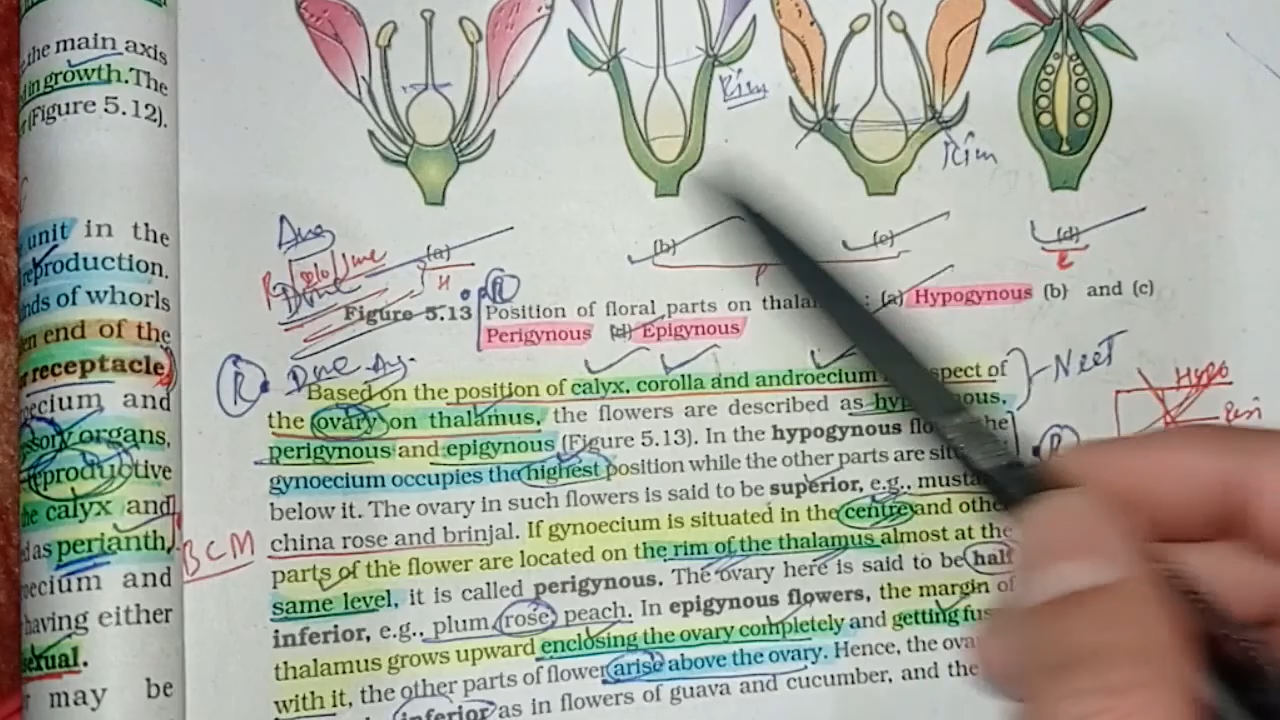 the main axis
in growth. The
(Figure 5.12).
unit in the
reproduction.
nds of whorls
end of the
receptacle
oecium and
ssory organs,
reproductive
he calyx and
d as perianth.
oecium and
having either
sexual.
may be
Rim
Rim
(a) (b) (c) (d)
H P E
Figure 5.13 Position of floral parts on thala : (a) Hypogynous (b) and (c)
Perigynous (d) Epigynous
R
R
Done
Neet
Hypo
Based on the position of calyx, corolla and androecium spect of
the ovary on thalamus, the flowers are described as hyp nous,
perigynous and epigynous (Figure 5.13). In the hypogynous flo the
gynoecium occupies the highest position while the other parts are sit
below it. The ovary in such flowers is said to be superior, e.g., musta
BCM
china rose and brinjal. If gynoecium is situated in the centre and othe
parts of the flower are located on the rim of the thalamus almost at the
same level, it is called perigynous. The ovary here is said to be half
inferior, e.g., plum, rose, peach. In epigynous flowers, the margin of
thalamus grows upward enclosing the ovary completely and getting fus
with it, the other parts of flower arise above the ovary. Hence, the ova
inferior as in flowers of guava and cucumber, and the